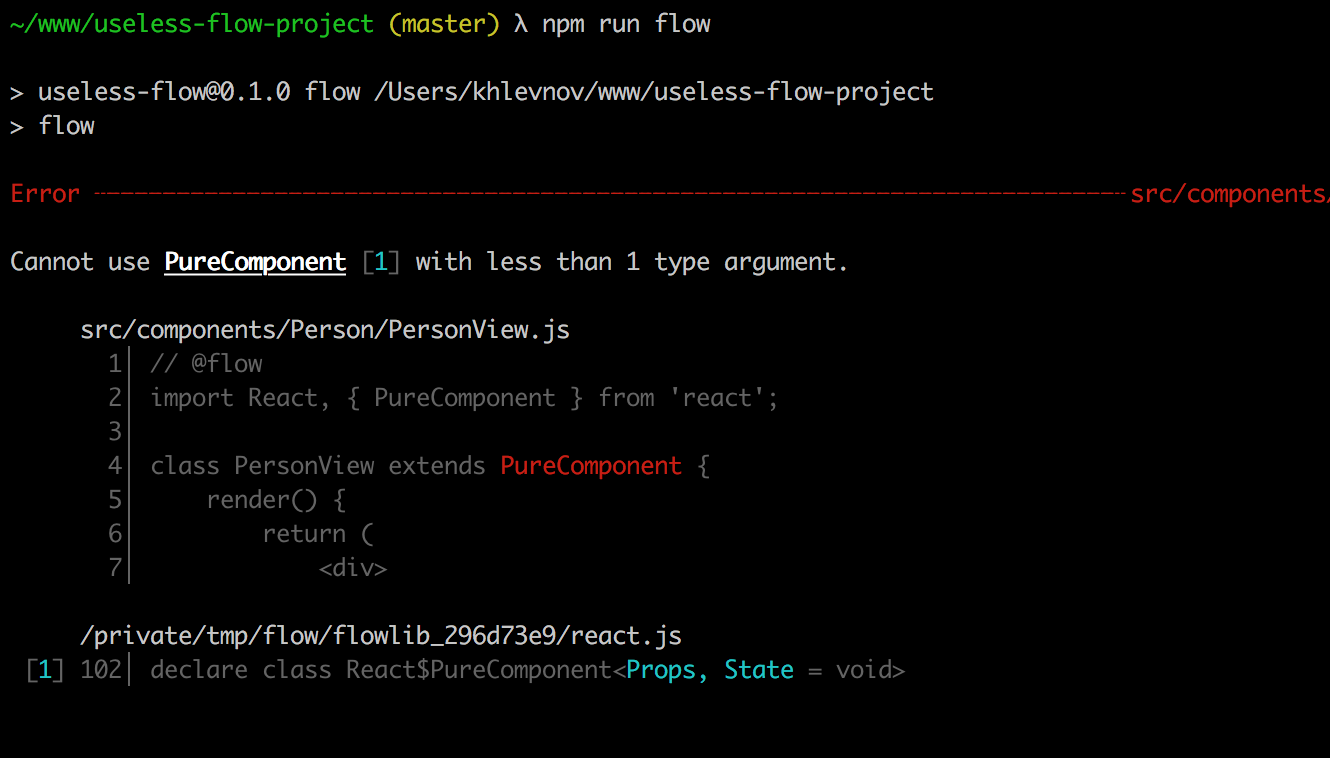 ~/www/useless-flow-project (master) λ npm run flow
> useless-flow@0.1.0 flow /Users/khlevnov/www/useless-flow-project
> flow
Error ------------------------------------------------------------------------- src/components/
Cannot use PureComponent [1] with less than 1 type argument.
src/components/Person/PersonView.js
1| // @flow
2| import React, { PureComponent } from 'react';
3|
4| class PersonView extends PureComponent {
5|     render() {
6|         return (
7|             <div>
/private/tmp/flow/flowlib_296d73e9/react.js
[1] 102| declare class React$PureComponent<Props, State = void>